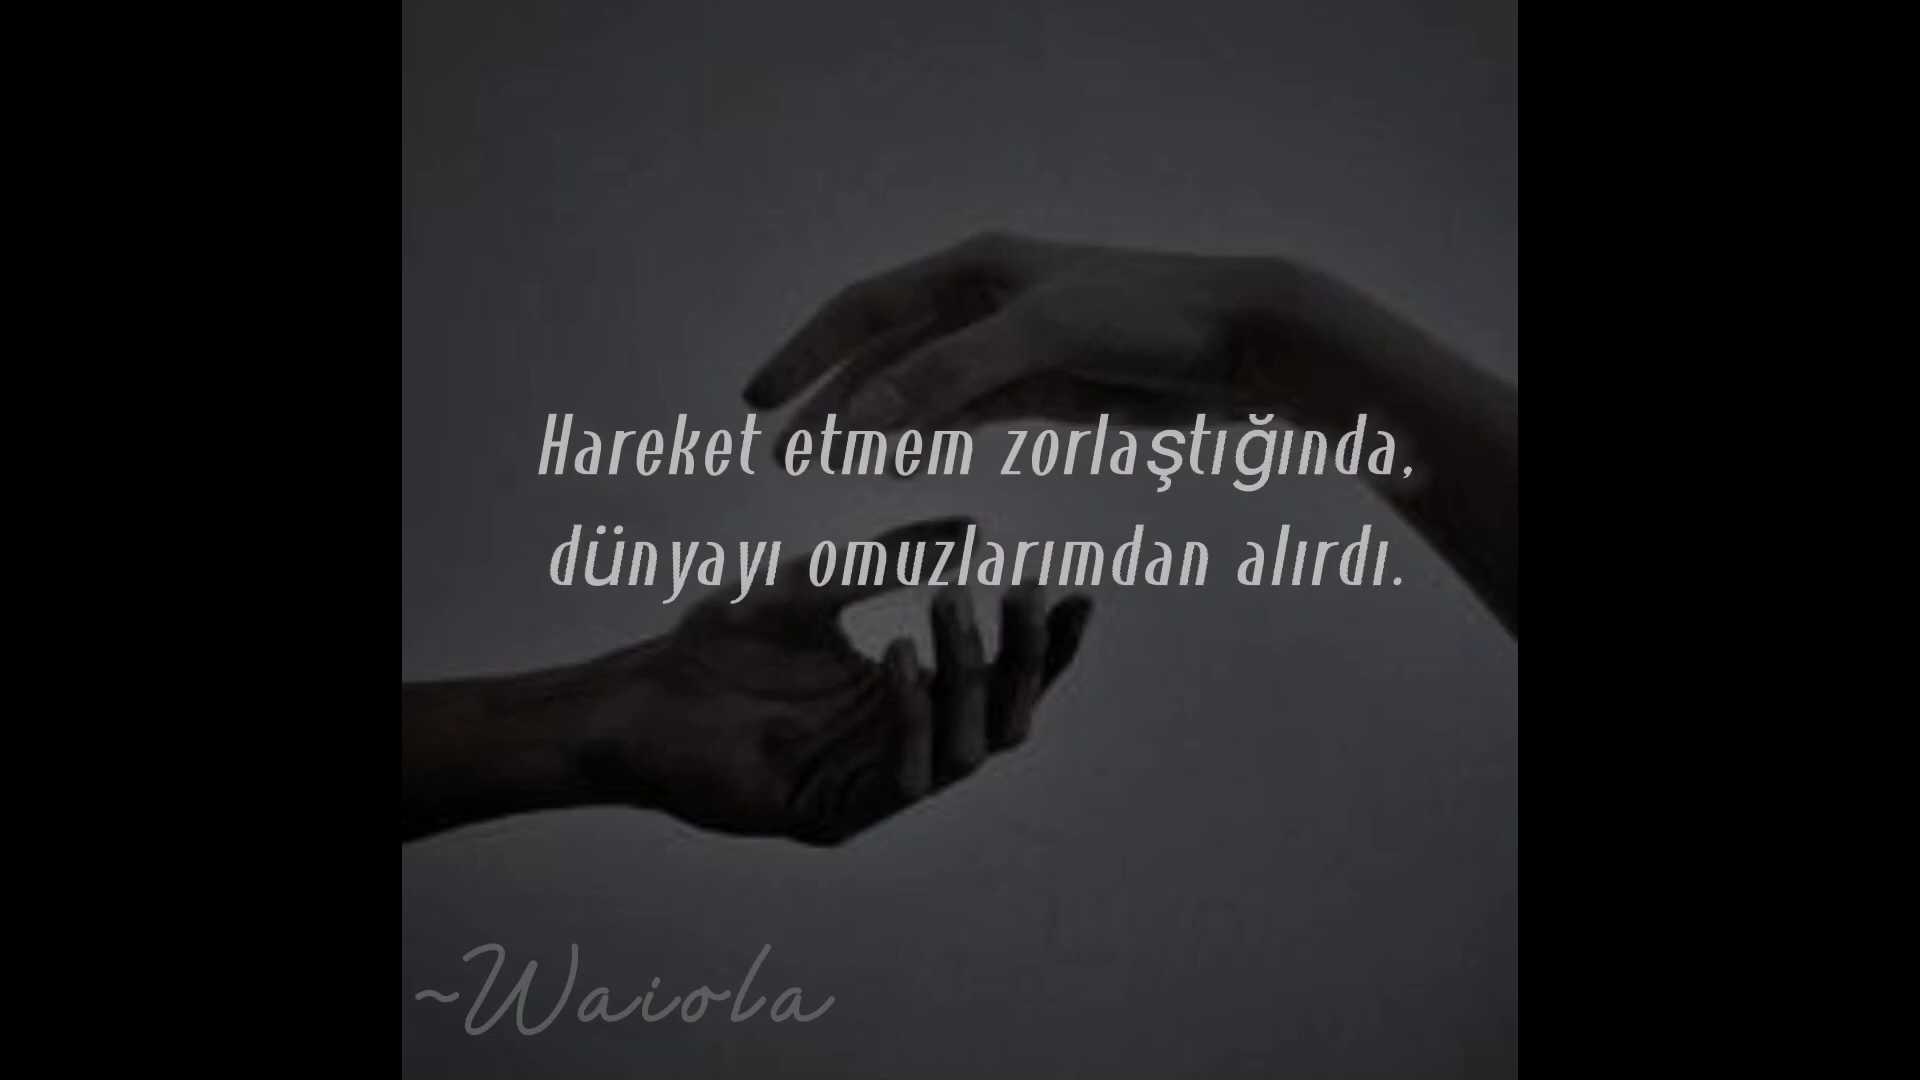 Hareket etmem zorlaştığında,
dünyayı omuzlarımdan alırdı.
~Waiola